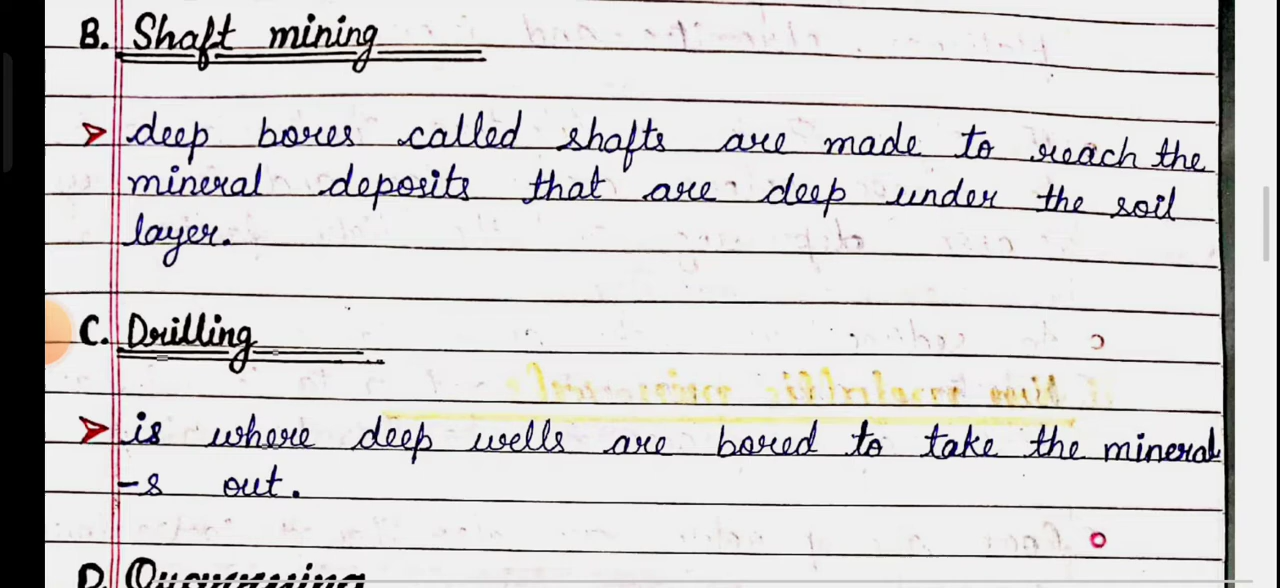 B. Shaft mining
➤ deep bores called shafts are made to reach the
mineral deposits that are deep under the soil
layer.
C. Drilling
➤ is where deep wells are bored to take the mineral
-s out.
D.